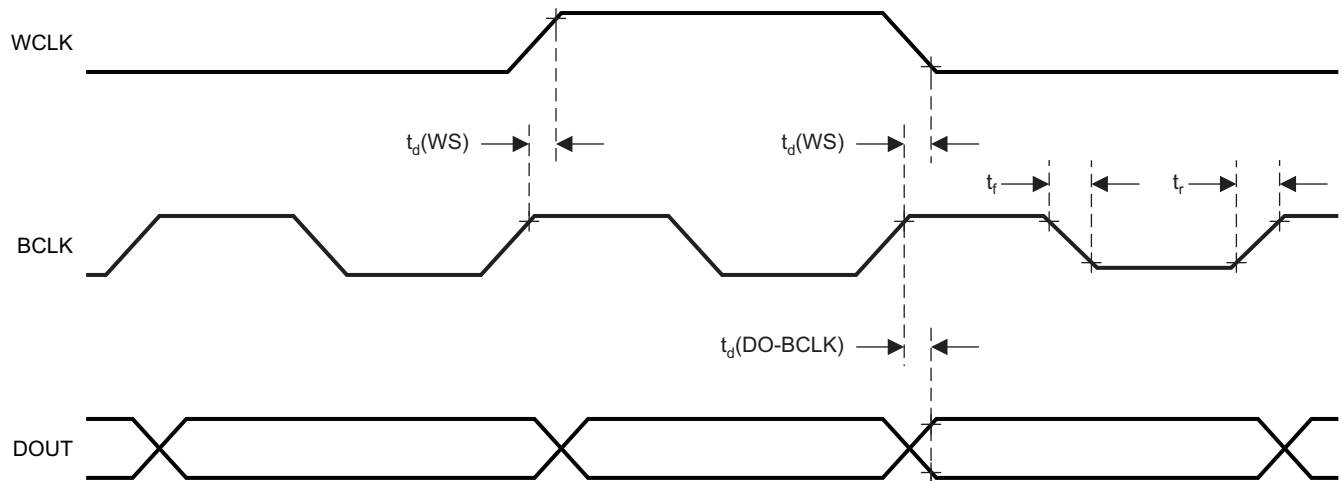 WCLK
td(WS)
td(WS)
tf
tr
BCLK
td(DO-BCLK)
DOUT